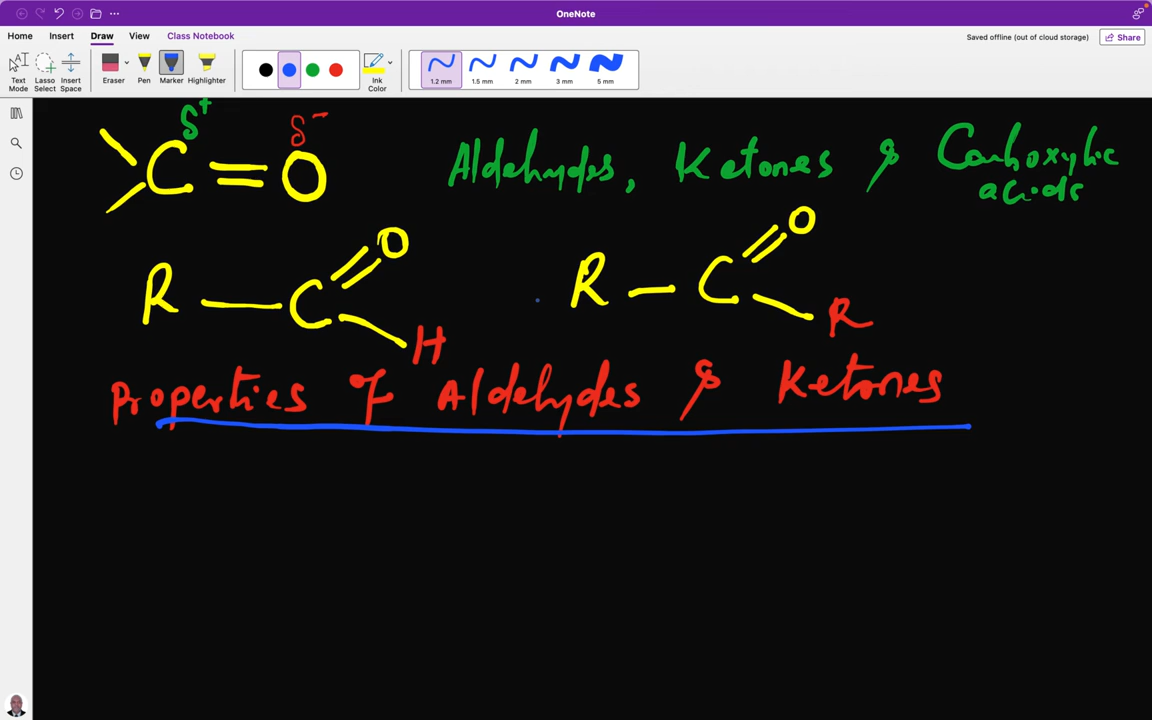 OneNote
Home Insert Draw View Class Notebook
Saved offline (out of cloud storage) Share
Text Mode Lasso Select Insert Space Eraser Pen Marker Highlighter Ink Color 1.2 mm 1.5 mm 2 mm 3 mm 5 mm
δ+ δ−
C = O Aldehydes, Ketones & Carboxylic acids
R — C = O H
R — C = O R
Properties of Aldehydes & Ketones